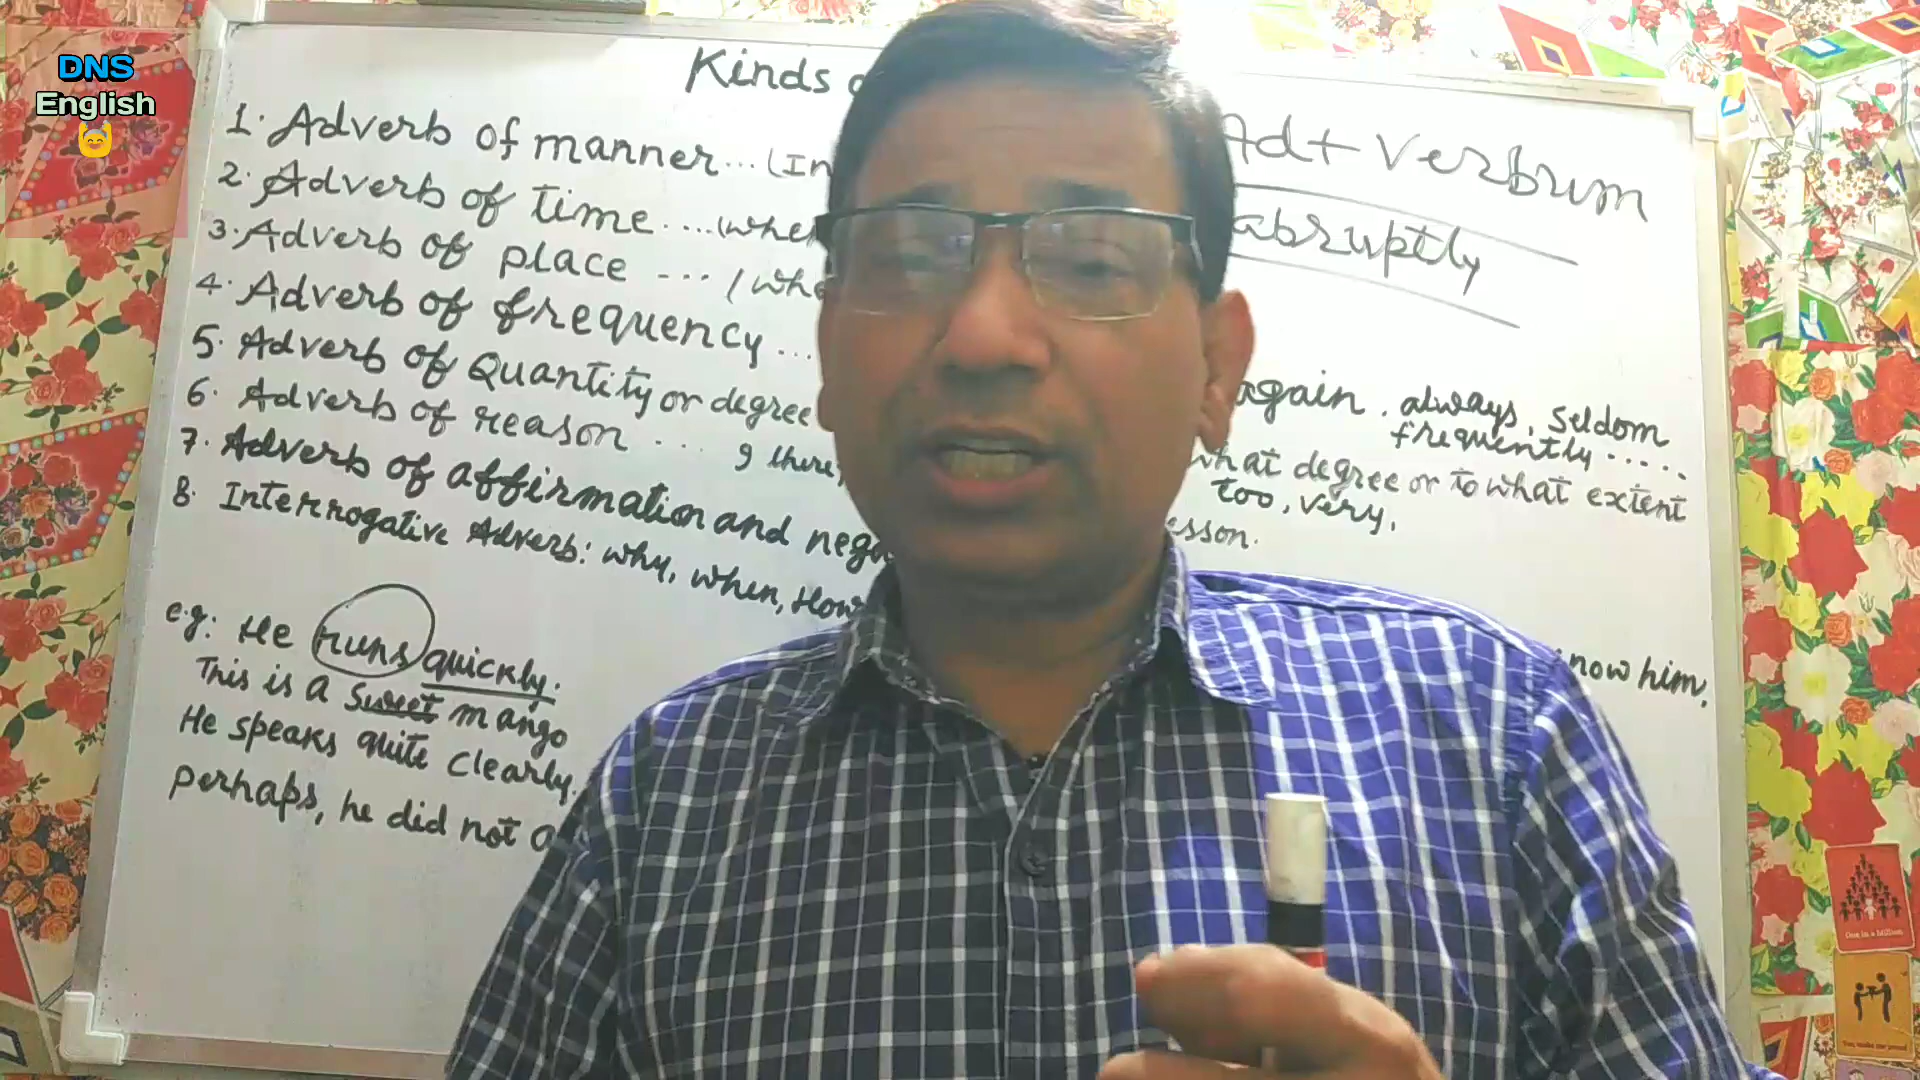 DNS
English
Kinds
Ad+Verbum
abruptly
1. Adverb of manner...(In
2. Adverb of time ....(whe
3. Adverb of place ... (whe
4. Adverb of frequency ...
again, always, Seldom
frequently .....
5. Adverb of Quantity or degree
what degree or to what extent
too, very.
6. Adverb of reason ...
esson.
7. Adverb of affirmation and nega
8. Interrogative Adverb: why, when, How
e.g: He runs quickly.
This is a sweet mango
now him,
He speaks quite clearly.
perhaps, he did not
One in a Million